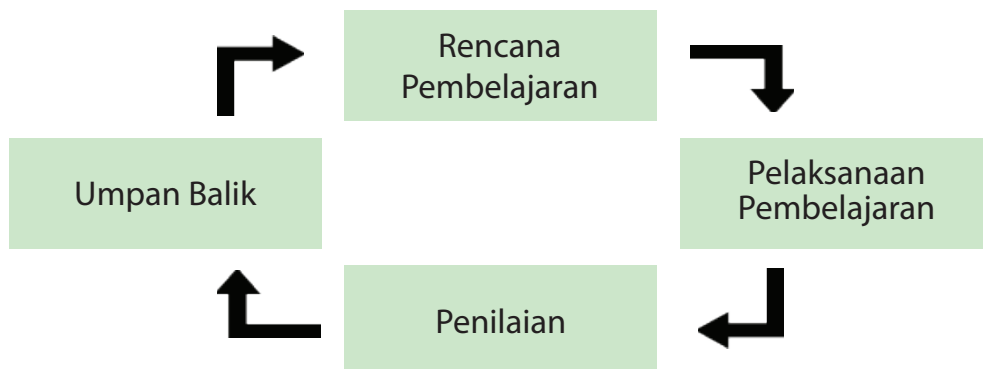 Rencana
Pembelajaran
Pelaksanaan
Pembelajaran
Penilaian
Umpan Balik